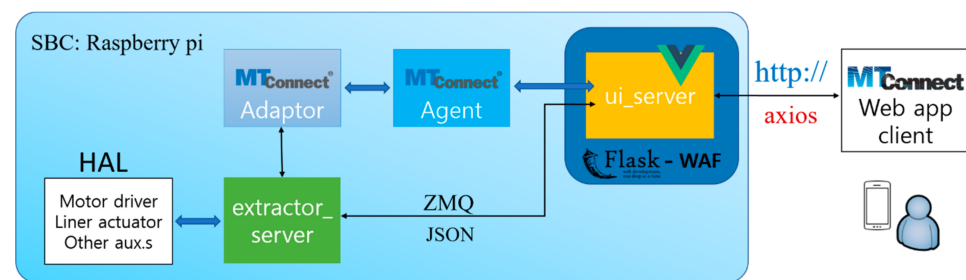 SBC: Raspberry pi
MTConnect®
Adaptor
MTConnect®
Agent
ui_server
Flask - WAF
http://
axios
MTConnect
Web app
client
HAL
Motor driver
Liner actuator
Other aux.s
extractor_
server
ZMQ
JSON